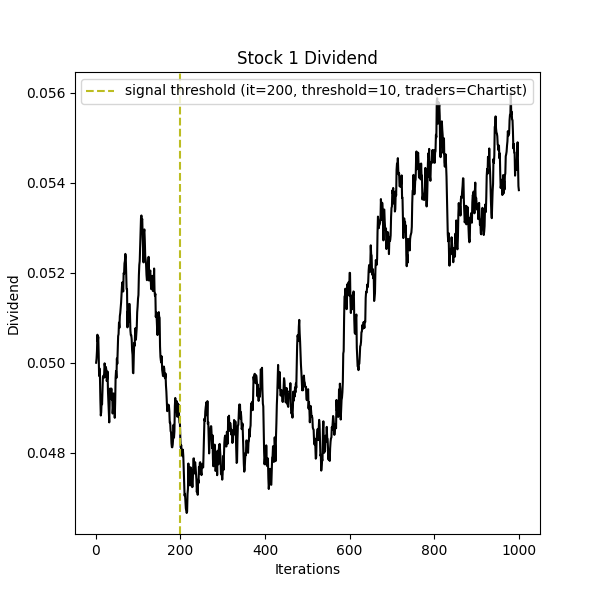 Stock 1 Dividend
signal threshold (it=200, threshold=10, traders=Chartist)
0.056
0.054
0.052
0.050
0.048
Dividend
0
200
400
600
800
1000
Iterations